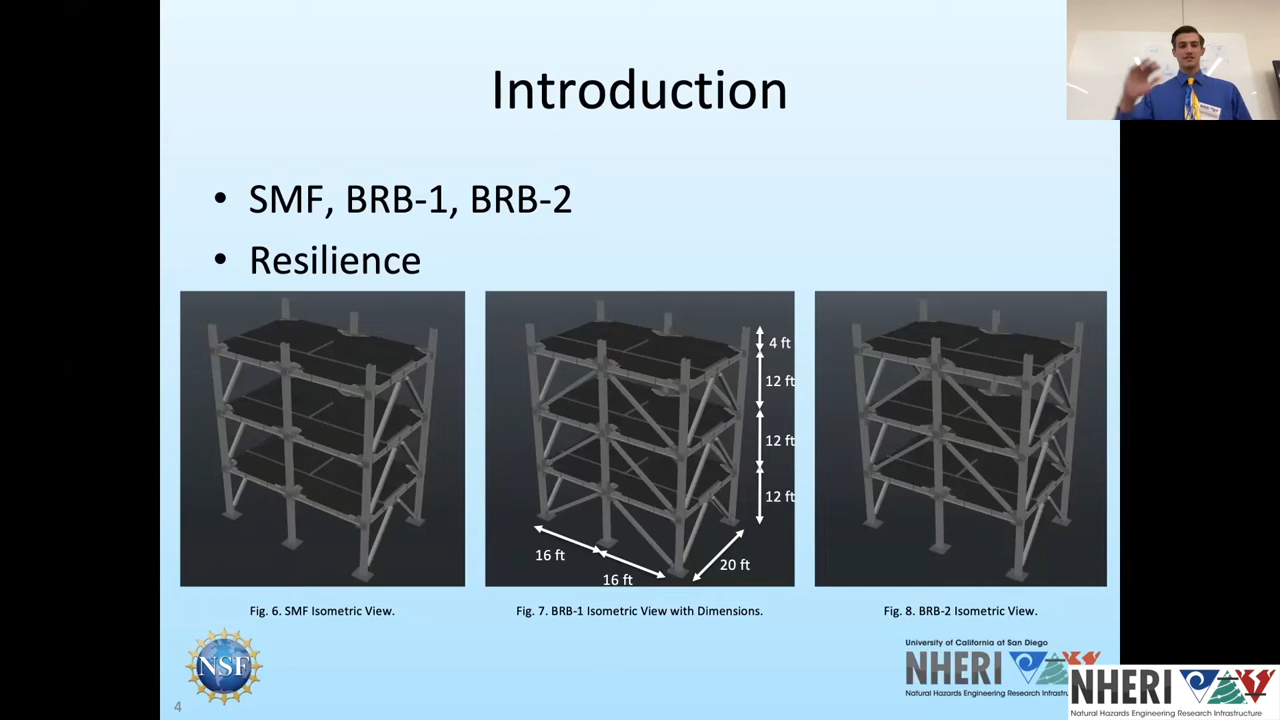 Introduction
• SMF, BRB-1, BRB-2
• Resilience
4 ft
12 ft
12 ft
12 ft
16 ft
16 ft
20 ft
Fig. 6. SMF Isometric View.
Fig. 7. BRB-1 Isometric View with Dimensions.
Fig. 8. BRB-2 Isometric View.
NSF
University of California at San Diego
NHERI
Natural Hazards Engineering Research
NHERI
Natural Hazards Engineering Research Infrastructure
4